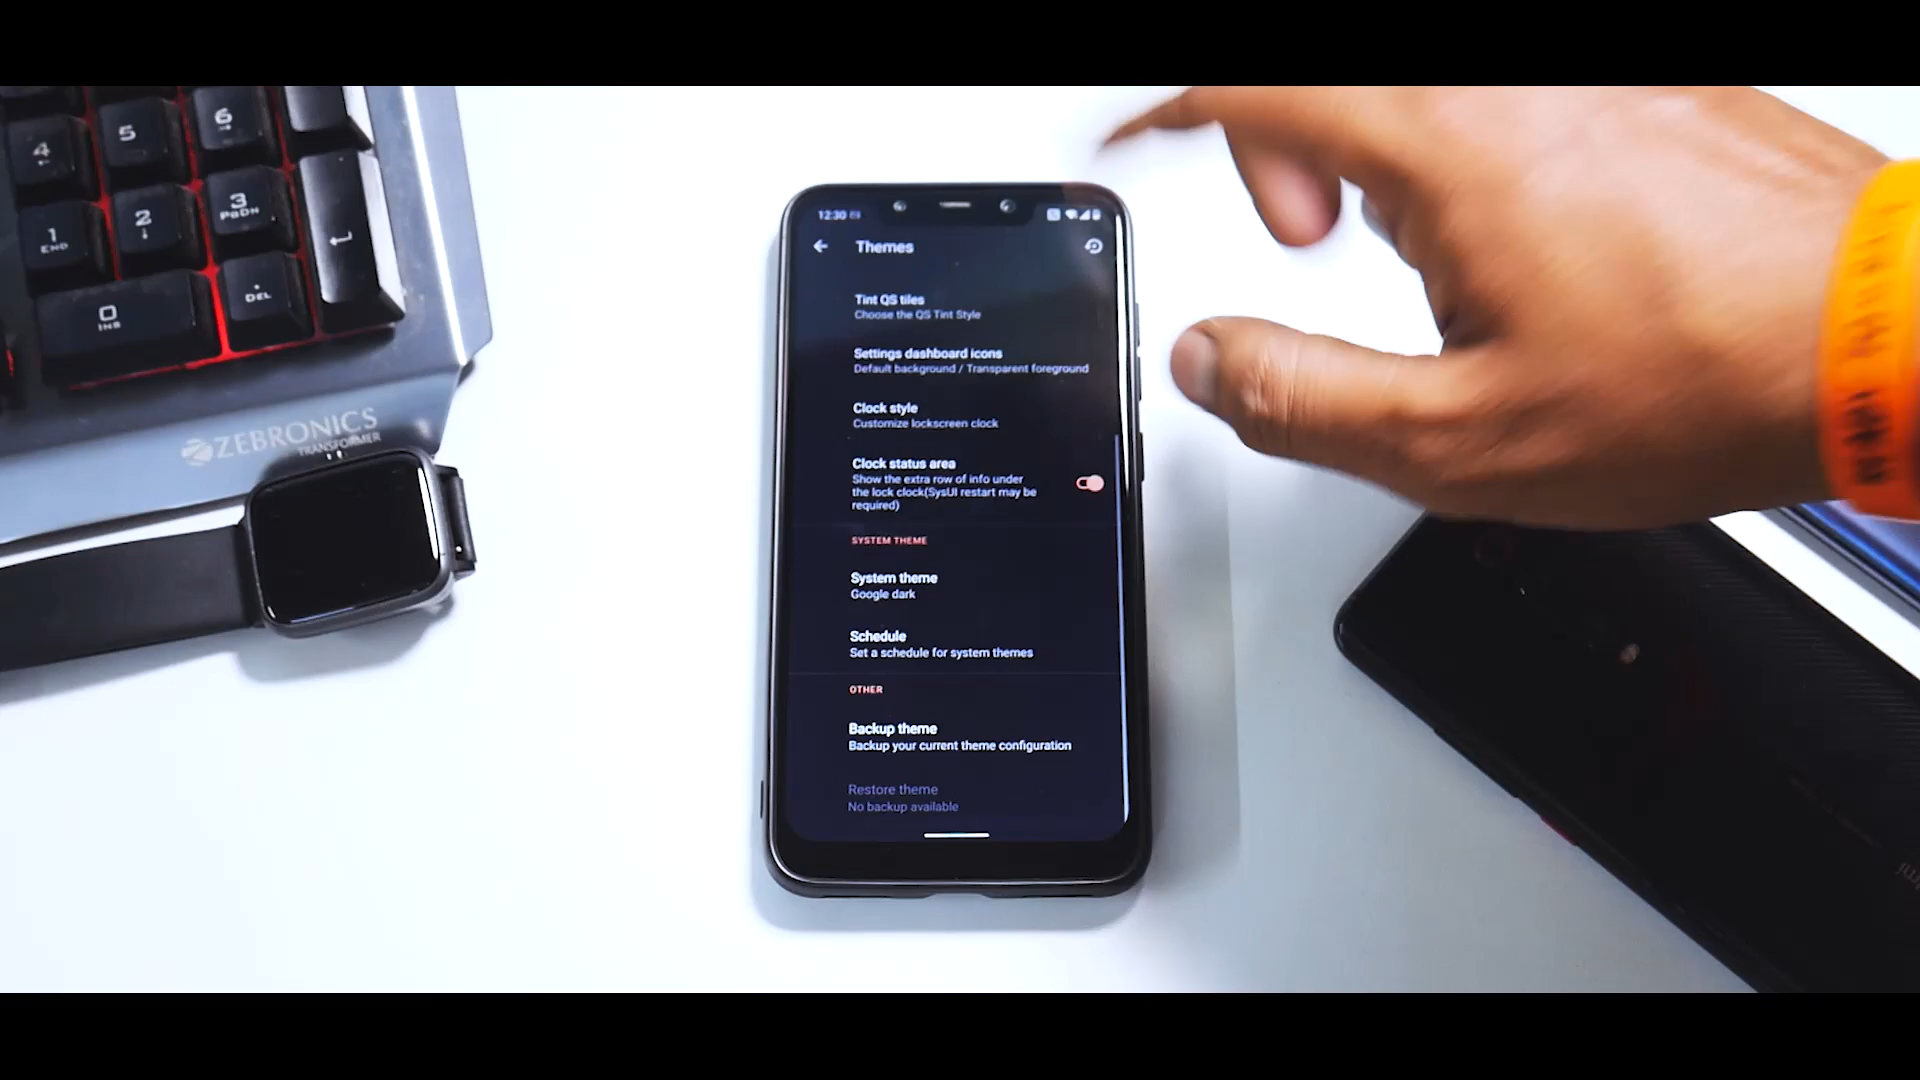 4
5
6
1
END
2
3
PGDN
0
INS
DEL
ZEBRONICS
TRANSFORMER
12:30
Themes
Tint QS tiles
Choose the QS Tint Style
Settings dashboard icons
Default background / Transparent foreground
Clock style
Customize lockscreen clock
Clock status area
Show the extra row of info under
the lock clock(SysUI restart may be
required)
SYSTEM THEME
System theme
Google dark
Schedule
Set a schedule for system themes
OTHER
Backup theme
Backup your current theme configuration
Restore theme
No backup available